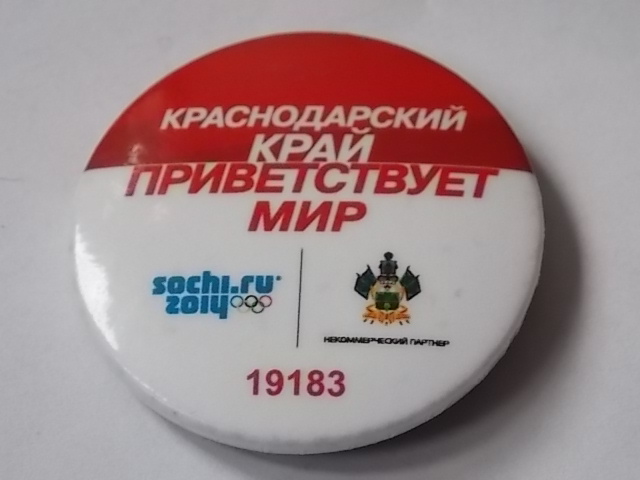 КРАСНОДАРСКИЙ
КРАЙ
ПРИВЕТСТВУЕТ
МИР
sochi.ru
2014
НЕКОММЕРЧЕСКИЙ ПАРТНЕР
19183